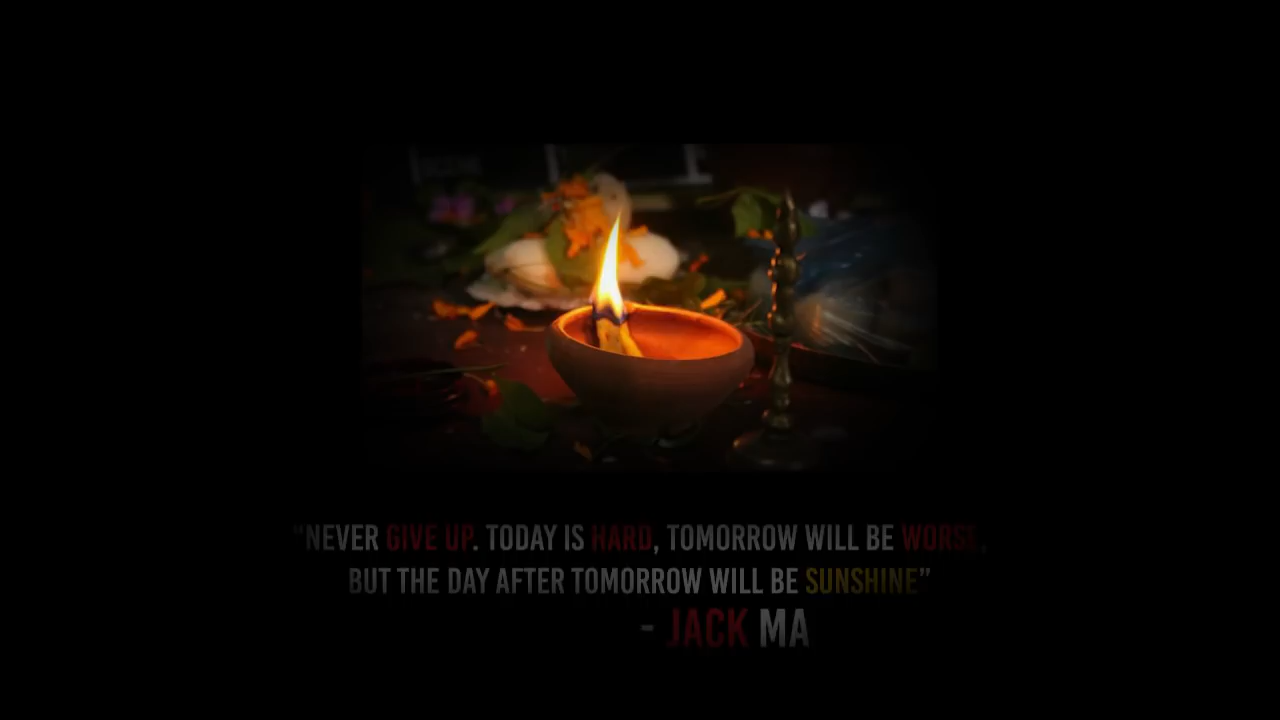 “NEVER GIVE UP. TODAY IS HARD, TOMORROW WILL BE WORSE,
BUT THE DAY AFTER TOMORROW WILL BE SUNSHINE”
- JACK MA